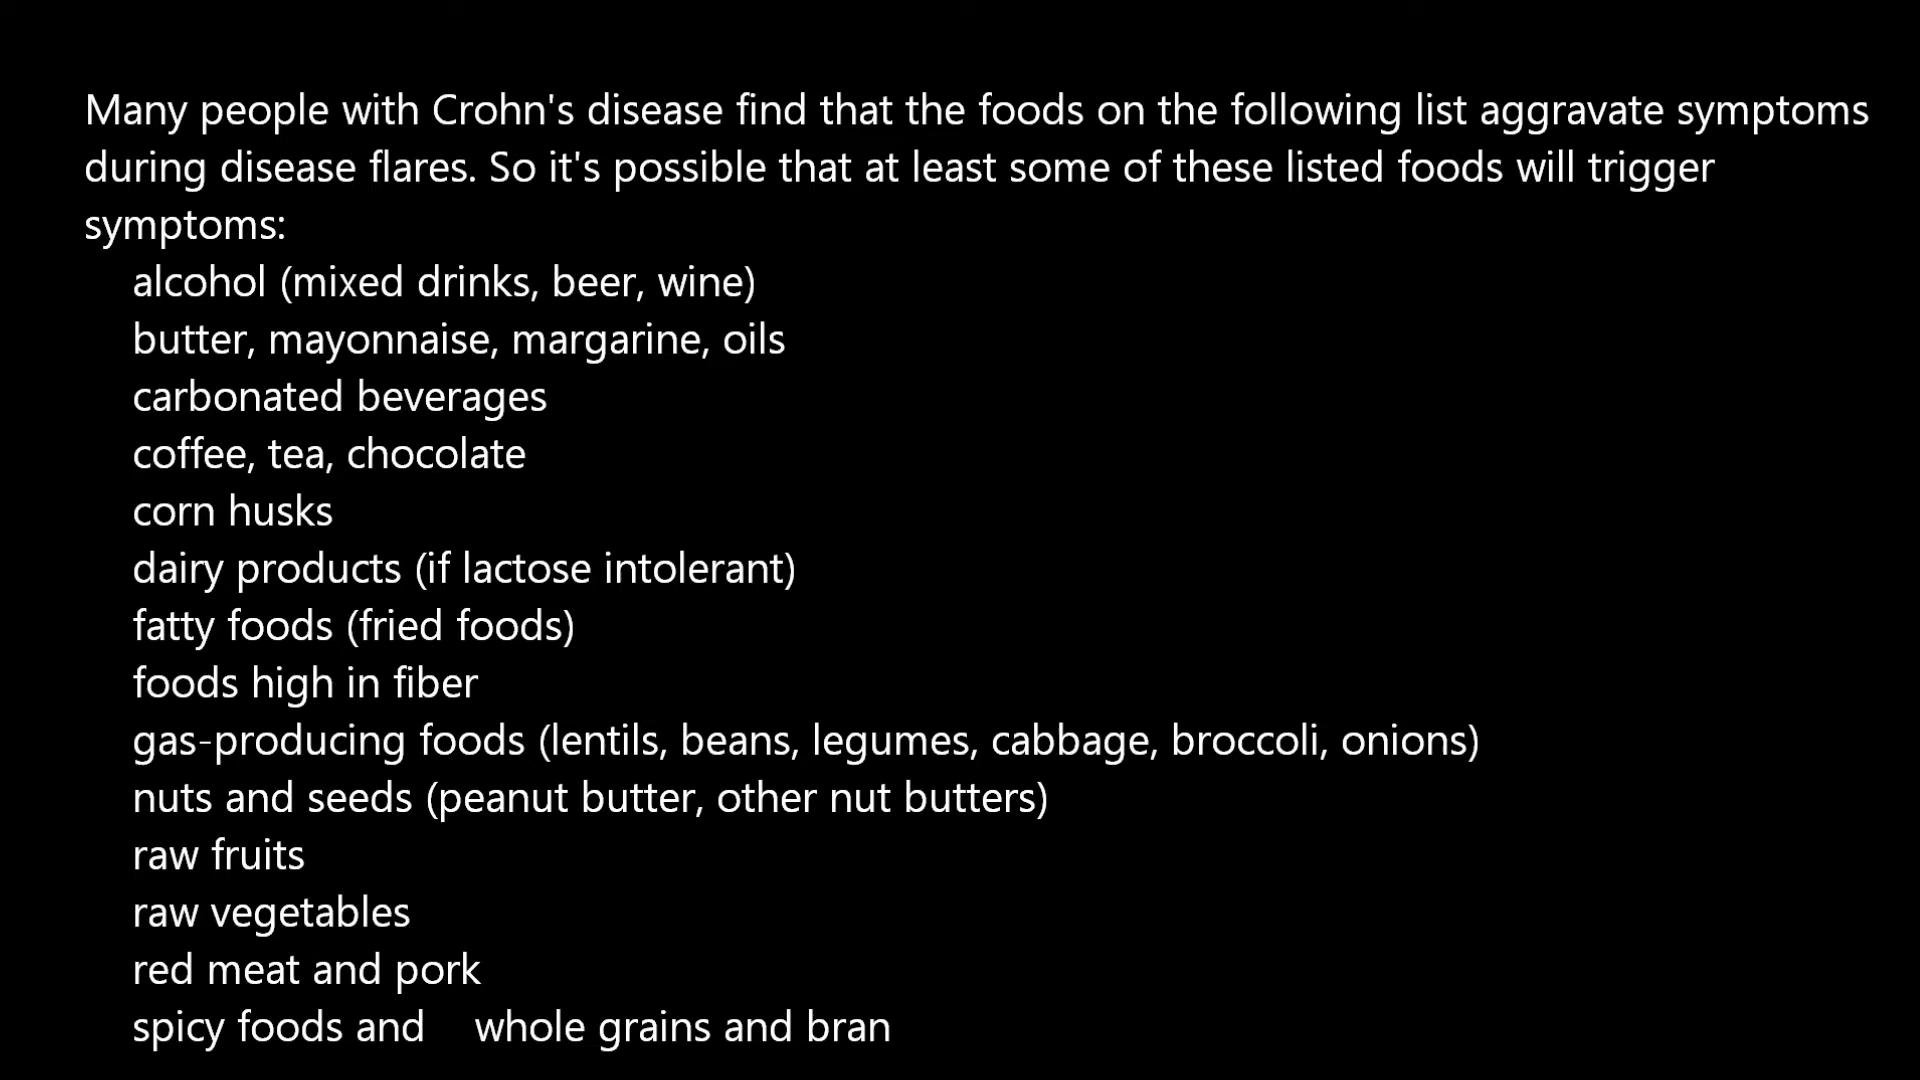 Many people with Crohn's disease find that the foods on the following list aggravate symptoms
during disease flares. So it's possible that at least some of these listed foods will trigger
symptoms:
alcohol (mixed drinks, beer, wine)
butter, mayonnaise, margarine, oils
carbonated beverages
coffee, tea, chocolate
corn husks
dairy products (if lactose intolerant)
fatty foods (fried foods)
foods high in fiber
gas-producing foods (lentils, beans, legumes, cabbage, broccoli, onions)
nuts and seeds (peanut butter, other nut butters)
raw fruits
raw vegetables
red meat and pork
spicy foods and whole grains and bran